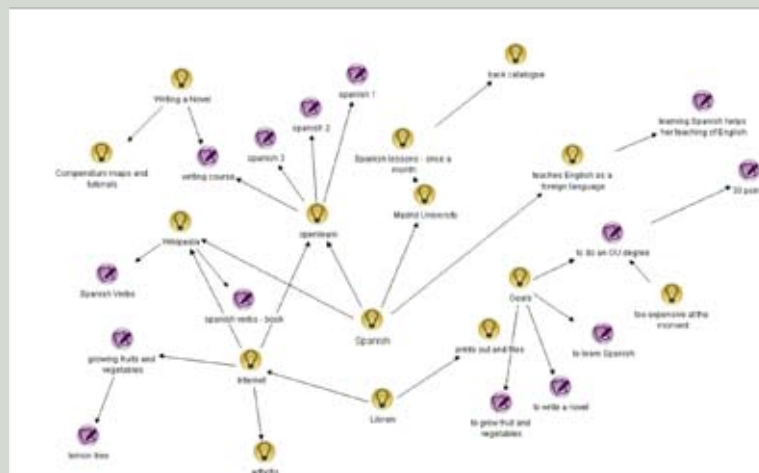 back catalogue
Writing a Novel
spanish 1
spanish 2
learning Spanish helps
her teaching of English
spanish 3
Spanish lessons - once a
month
Compendium maps and
tutorials
writing course
teaches English as a
foreign language
openlearn
Madrid University
Wikipedia
to do an OU degree
Spanish Verbs
spanish verbs - book
Goals
too expensive at the
moment
Spanish
prints out and files
to learn Spanish
growing fruits and
vegetables
Internet
to write a novel
Library
to grow fruit and
vegetables
lemon tree